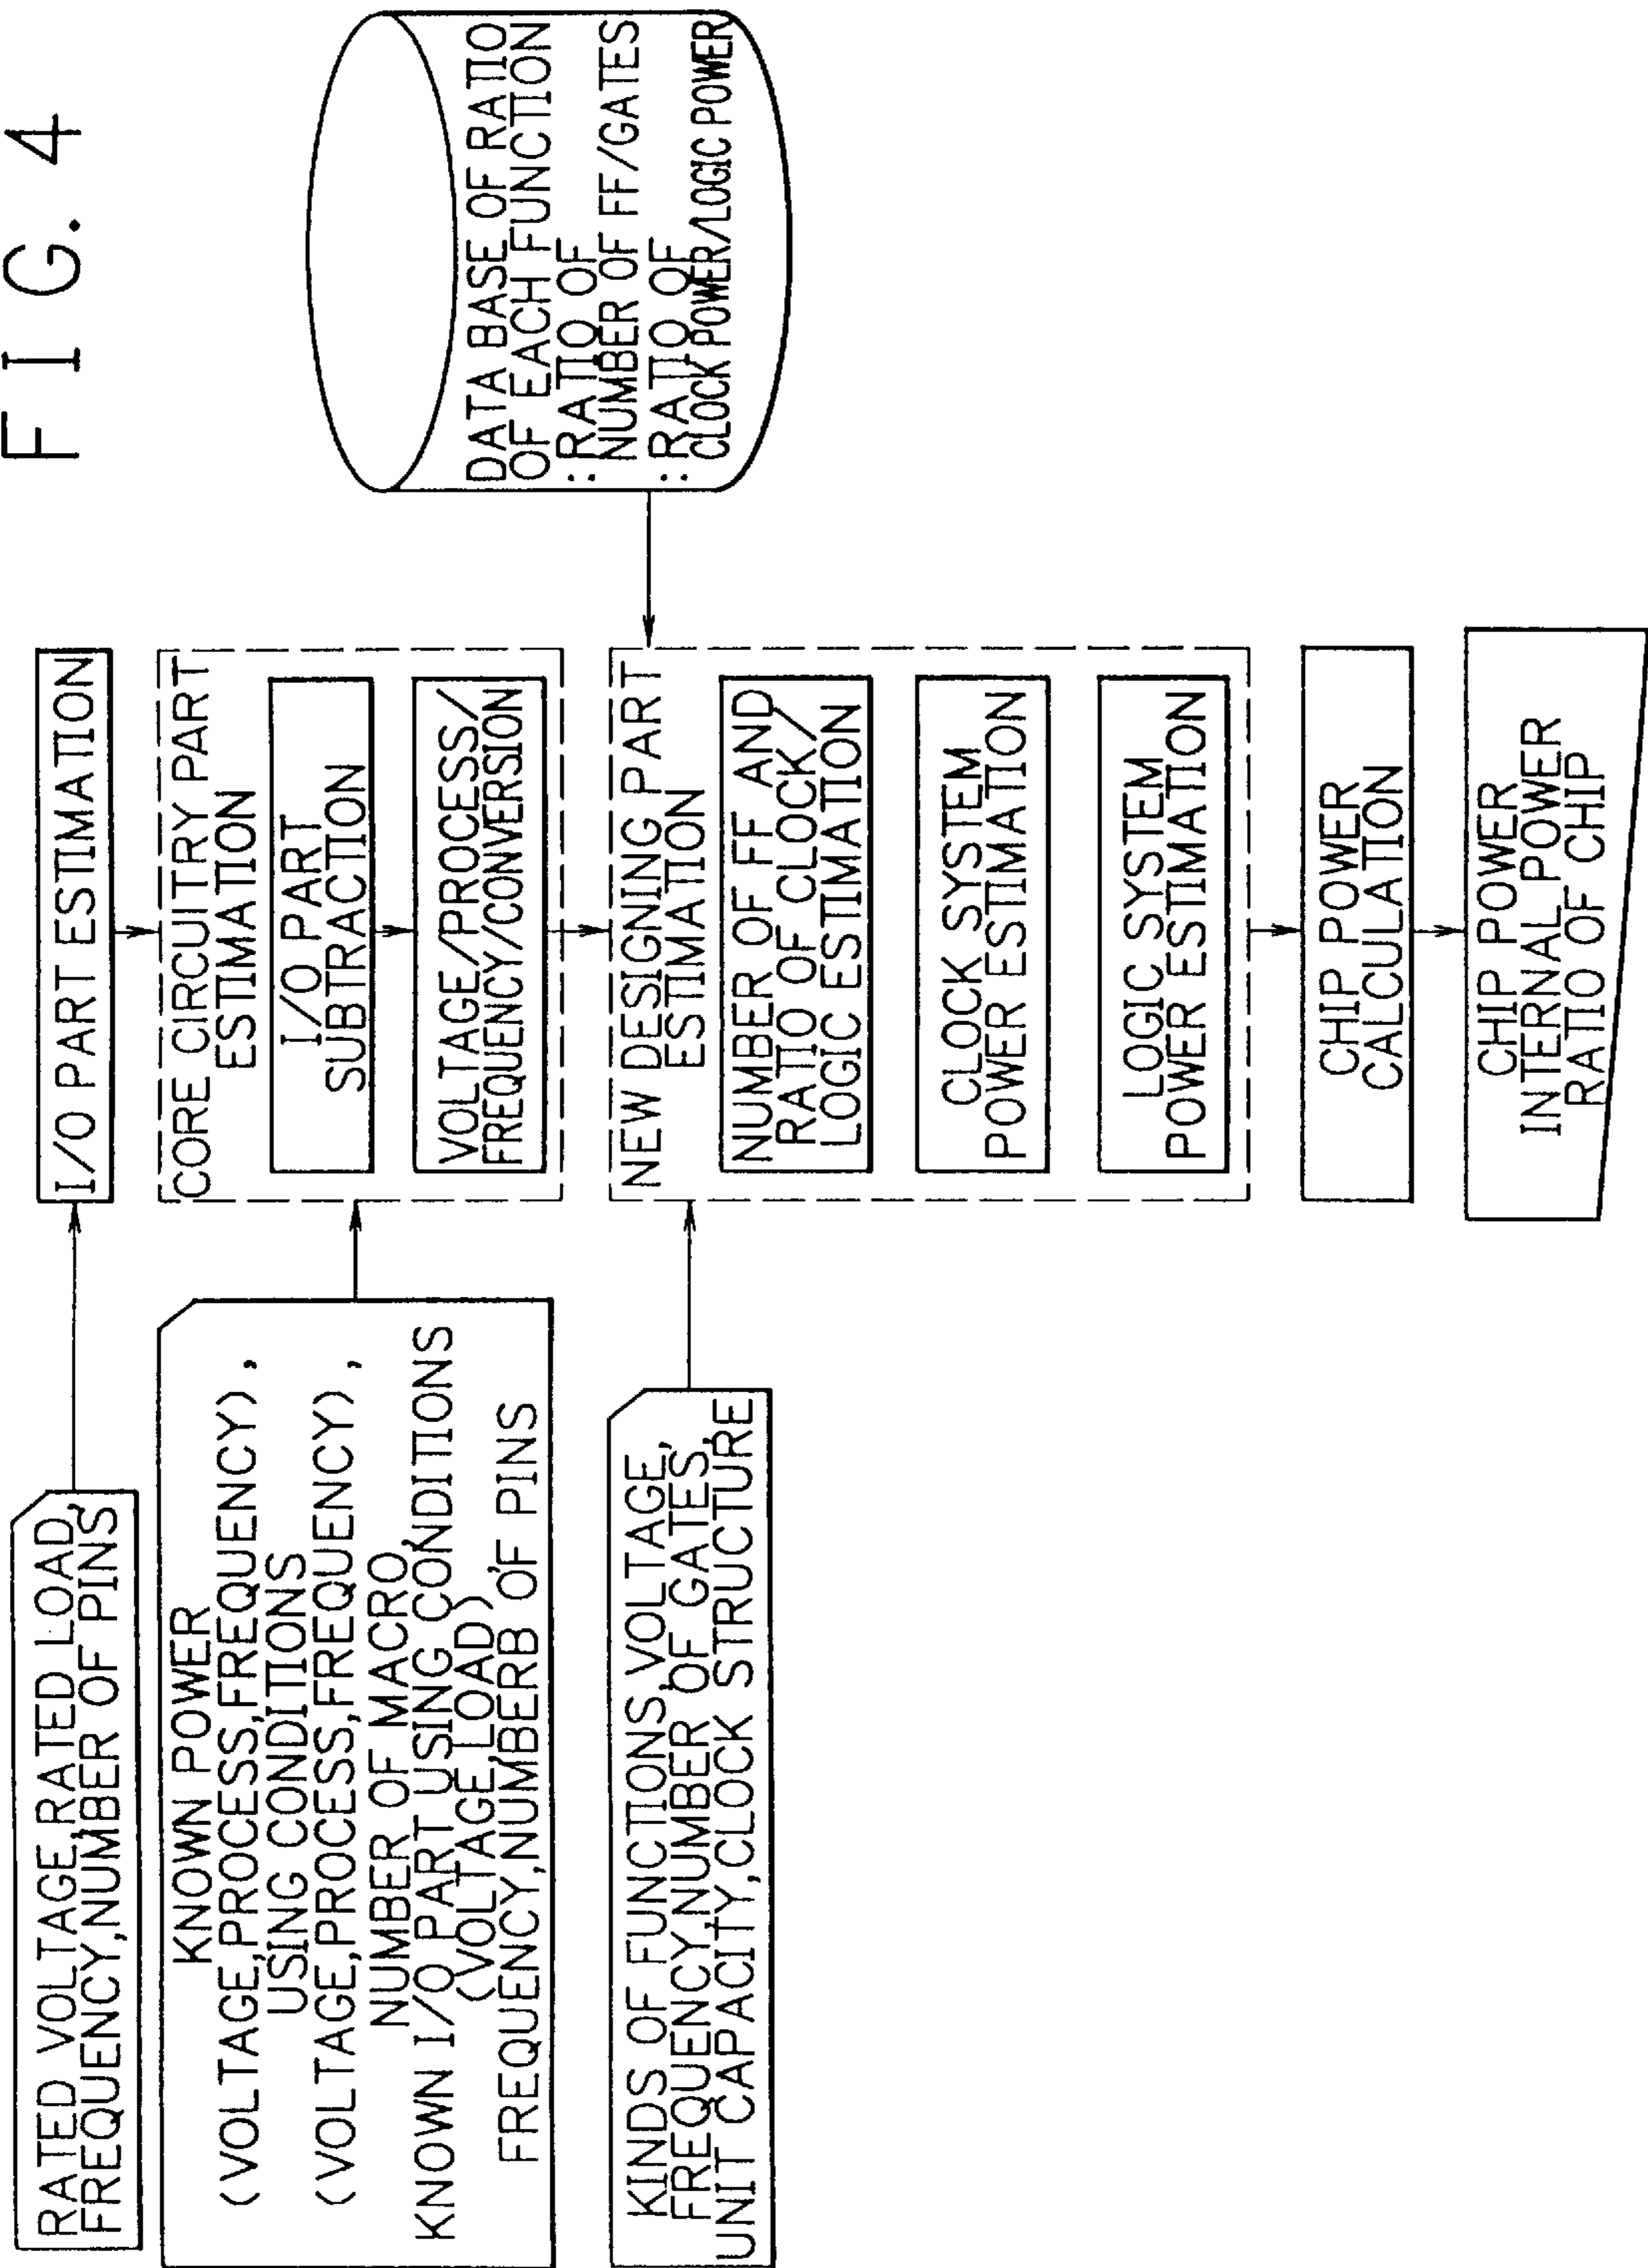 F I G. 4
RATED VOLTAGE,RATED LOAD,
FREQUENCY,NUMBER OF PINS
I/O PART ESTIMATION
KNOWN POWER
(VOLTAGE,PROCESS,FREQUENCY),
USING CONDITIONS
(VOLTAGE,PROCESS,FREQUENCY),
NUMBER OF MACRO,
KNOWN I/O PART USING CONDITIONS
(VOLTAGE,LOAD),
FREQUENCY,NUMBERB OF PINS
CORE CIRCUITRY PART
ESTIMATION
I/O PART
SUBTRACTION
VOLTAGE/PROCESS/
FREQUENCY/CONVERSION
KINDS OF FUNCTIONS,VOLTAGE,
FREQUENCY,NUMBER OF GATES,
UNIT CAPACITY,CLOCK STRUCTURE
NEW DESIGNING PART
ESTIMATION
NUMBER OF FF AND
RATIO OF CLOCK/
LOGIC ESTIMATION
CLOCK SYSTEM
POWER ESTIMATION
LOGIC SYSTEM
POWER ESTIMATION
DATA BASE OF RATIO
OF EACH FUNCTION
: RATIO OF
NUMBER OF FF/GATES
: RATIO OF
CLOCK POWER/LOGIC POWER
CHIP POWER
CALCULATION
CHIP POWER
INTERNAL POWER
RATIO OF CHIP